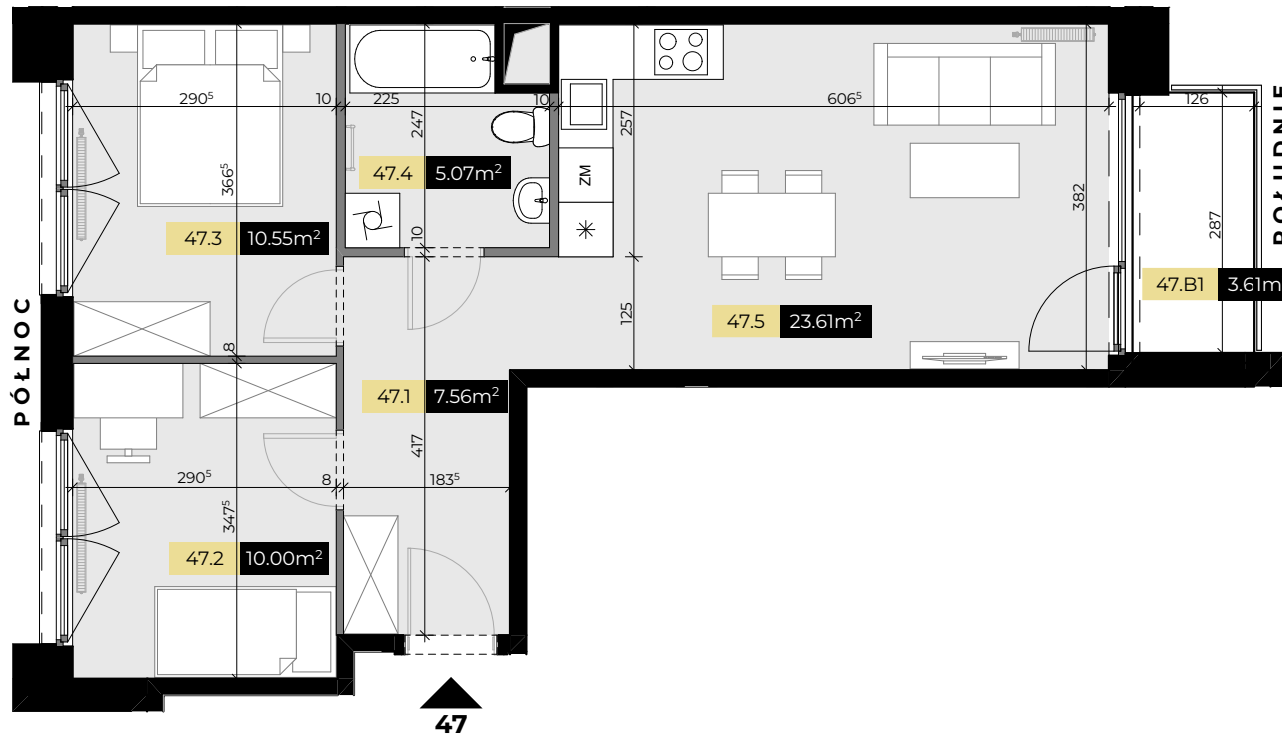 290⁵
10
225
10
606⁵
126
247
257
366⁵
382
287
47.4 5.07m²
ZM
47.3 10.55m²
10
47.B1 3.61m
47.5 23.61m²
125
8
PÓŁNOC
POŁUDNIE
47.1 7.56m²
417
290⁵
8
183⁵
347⁵
47.2 10.00m²
47